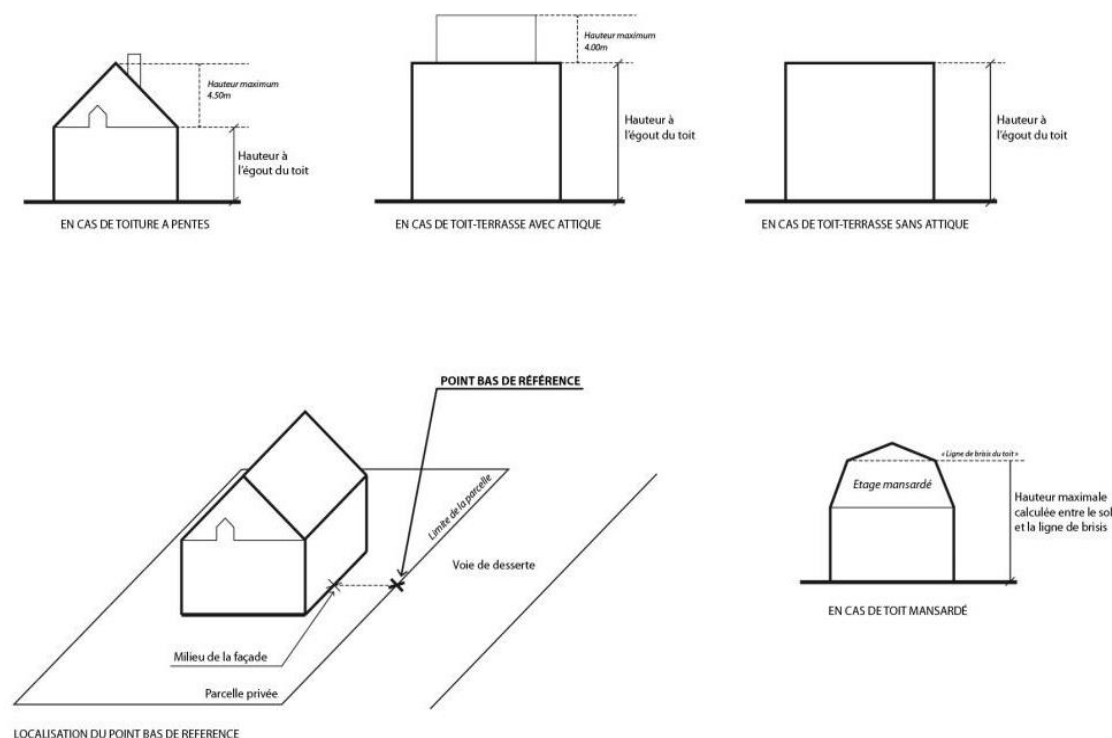 Hauteur maximum
4.50m
Hauteur à
l'égout du toit
EN CAS DE TOITURE A PENTES
Hauteur maximum
4.00m
Hauteur à
l'égout du toit
EN CAS DE TOIT-TERRASSE AVEC ATTIQUE
Hauteur à
l'égout du toit
EN CAS DE TOIT-TERRASSE SANS ATTIQUE
POINT BAS DE RÉFÉRENCE
Limite de la parcelle
Voie de desserte
Milieu de la façade
Parcelle privée
LOCALISATION DU POINT BAS DE REFERENCE
« Ligne de brisis du toit »
Etage mansardé
Hauteur maximale
calculée entre le sol
et la ligne de brisis
EN CAS DE TOIT MANSARDÉ